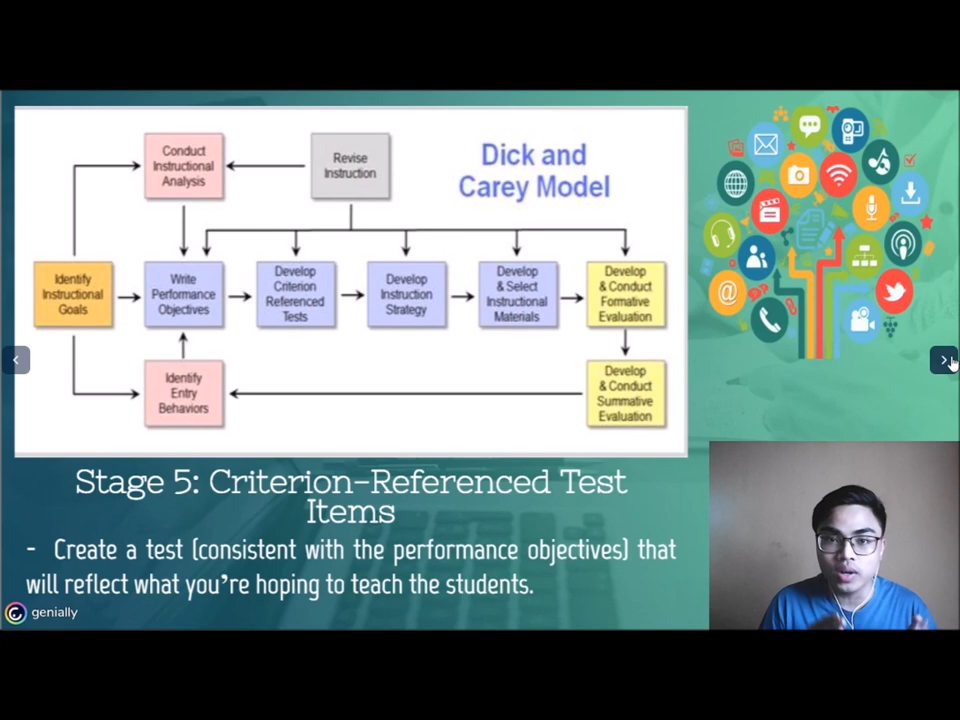 Conduct
Instructional
Analysis
Revise
Instruction
Dick and
Carey Model
Identify
Instructional
Goals
Write
Performance
Objectives
Develop
Criterion
Referenced
Tests
Develop
Instruction
Strategy
Develop
& Select
Instructional
Materials
Develop
& Conduct
Formative
Evaluation
Identify
Entry
Behaviors
Develop
& Conduct
Summative
Evaluation
Stage 5: Criterion-Referenced Test
Items
- Create a test (consistent with the performance objectives) that
will reflect what you're hoping to teach the students.
genially